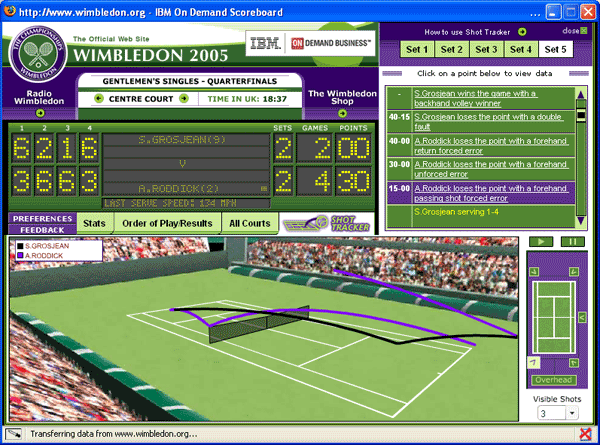 http://www.wimbledon.org - IBM On Demand Scoreboard
THE CHAMPIONSHIPS
WIMBLEDON
The Official Web Site
WIMBLEDON 2005
IBM
ON DEMAND BUSINESS™
How to use Shot Tracker
close
Set 1
Set 2
Set 3
Set 4
Set 5
Click on a point below to view data
GENTLEMEN'S SINGLES - QUARTERFINALS
Radio Wimbledon
CENTRE COURT
TIME IN UK: 18:37
The Wimbledon Shop
1 2 3 4
SETS GAMES POINTS
6 2 1 6
S.GROSJEAN(9)
2 2 00
V
3 6 6 3
A.RODDICK(2)
2 4 30
LAST SERVE SPEED: 134 MPH
- S.Grosjean wins the game with a
backhand volley winner
40-15 S.Grosjean loses the point with a double
fault
40-00 A.Roddick loses the point with a forehand
return forced error
30-00 A.Roddick loses the point with a forehand
unforced error
15-00 A.Roddick loses the point with a forehand
passing shot forced error
S.Grosjean serving 1-4
PREFERENCES
FEEDBACK
Stats
Order of Play/Results
All Courts
SHOT TRACKER
S.GROSJEAN
A.RODDICK
Overhead
Visible Shots
3
Transferring data from www.wimbledon.org...